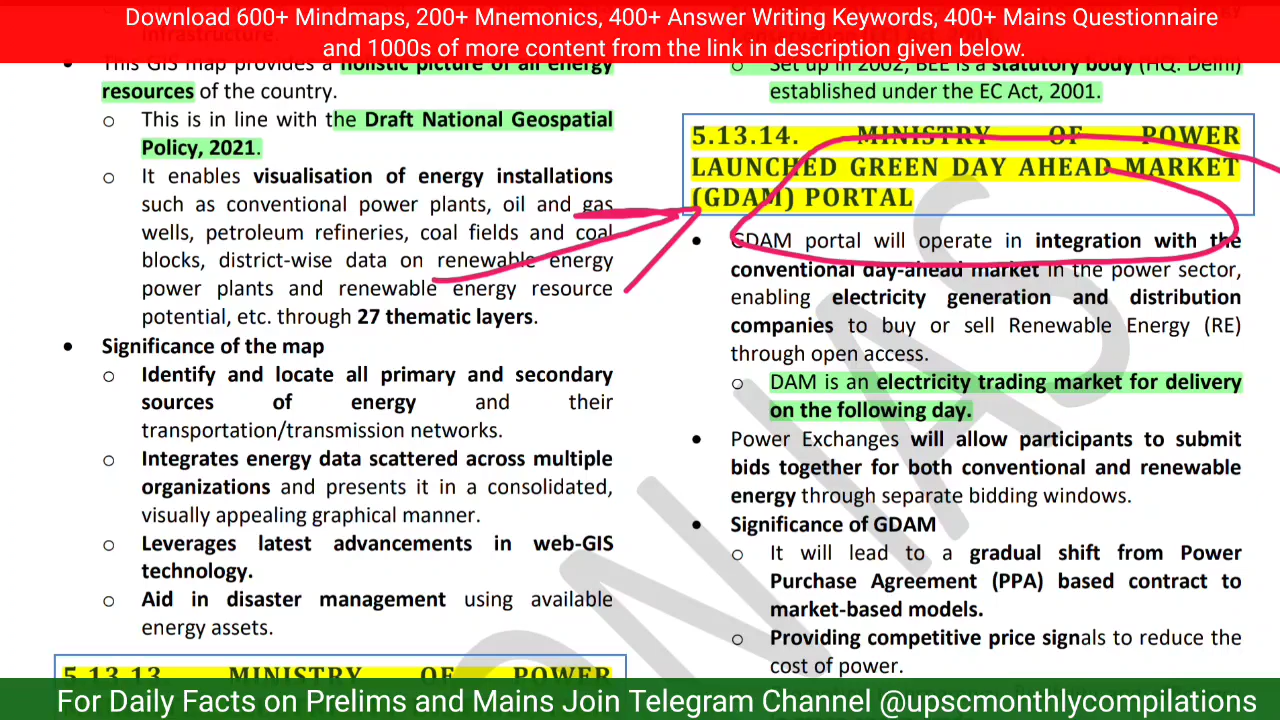 Download 600+ Mindmaps, 200+ Mnemonics, 400+ Answer Writing Keywords, 400+ Mains Questionnaire
and 1000s of more content from the link in description given below.
This GIS map provides a holistic picture of all energy
resources of the country.
o This is in line with the Draft National Geospatial
Policy, 2021.
o It enables visualisation of energy installations
such as conventional power plants, oil and gas
wells, petroleum refineries, coal fields and coal
blocks, district-wise data on renewable energy
power plants and renewable energy resource
potential, etc. through 27 thematic layers.
• Significance of the map
o Identify and locate all primary and secondary
sources of energy and their
transportation/transmission networks.
o Integrates energy data scattered across multiple
organizations and presents it in a consolidated,
visually appealing graphical manner.
o Leverages latest advancements in web-GIS
technology.
o Aid in disaster management using available
energy assets.
5.13.13. MINISTRY OF POWER
o Set up in 2002, BEE is a statutory body (HQ: Delhi)
established under the EC Act, 2001.
5.13.14. MINISTRY OF POWER
LAUNCHED GREEN DAY AHEAD MARKET
(GDAM) PORTAL
• GDAM portal will operate in integration with the
conventional day-ahead market in the power sector,
enabling electricity generation and distribution
companies to buy or sell Renewable Energy (RE)
through open access.
o DAM is an electricity trading market for delivery
on the following day.
• Power Exchanges will allow participants to submit
bids together for both conventional and renewable
energy through separate bidding windows.
• Significance of GDAM
o It will lead to a gradual shift from Power
Purchase Agreement (PPA) based contract to
market-based models.
o Providing competitive price signals to reduce the
cost of power.
For Daily Facts on Prelims and Mains Join Telegram Channel @upscmonthlycompilations